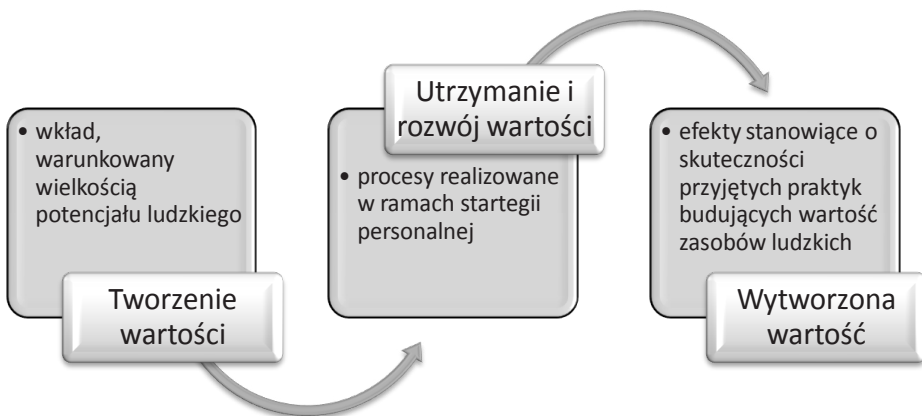 • wkład,
warunkowany
wielkością
potencjału ludzkiego
Tworzenie
wartości
Utrzymanie i
rozwój wartości
• procesy realizowane
w ramach startegii
personalnej
• efekty stanowiące o
skuteczności
przyjętych praktyk
budujących wartość
zasobów ludzkich
Wytworzona
wartość